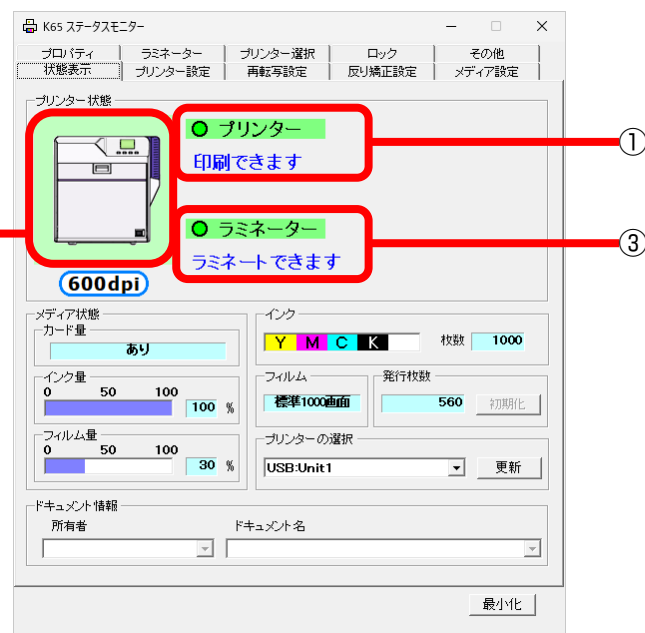 K65 ステータスモニター
プロパティ ラミネーター プリンター選択 ロック その他
状態表示 プリンター設定 再転写設定 反り矯正設定 メディア設定
プリンター状態
プリンター ①
印刷できます
ラミネーター ③
ラミネートできます
600dpi
メディア状態 インク
カード量
あり Y M C K 枚数 1000
インク量 フィルム 発行枚数
0 50 100 標準1000画面 560 初期化
100 %
フィルム量 プリンターの選択
0 50 100
30 % USB:Unit1 更新
ドキュメント情報
所有者 ドキュメント名
最小化